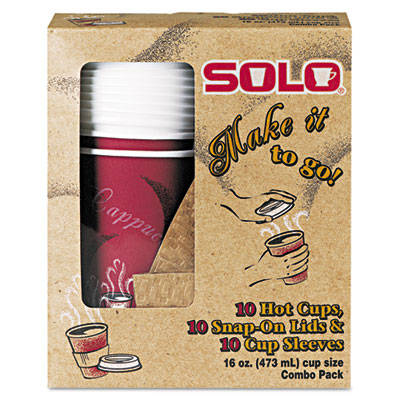 SOLO®
Make it
to go!
Cappuc
10 Hot Cups,
10 Snap-On Lids &
10 Cup Sleeves
16 oz. (473 mL) cup size
Combo Pack